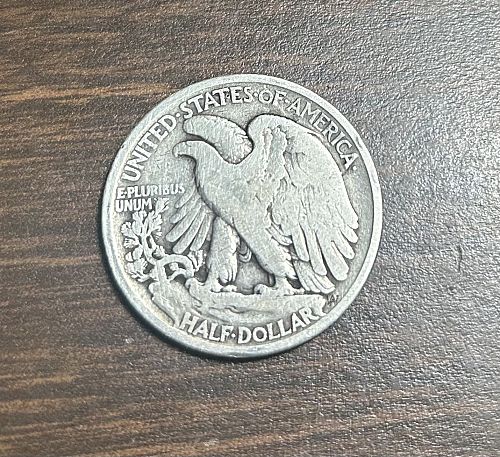 UNITED·STATES·OF·AMERICA
E·PLURIBUS
UNUM
HALF·DOLLAR